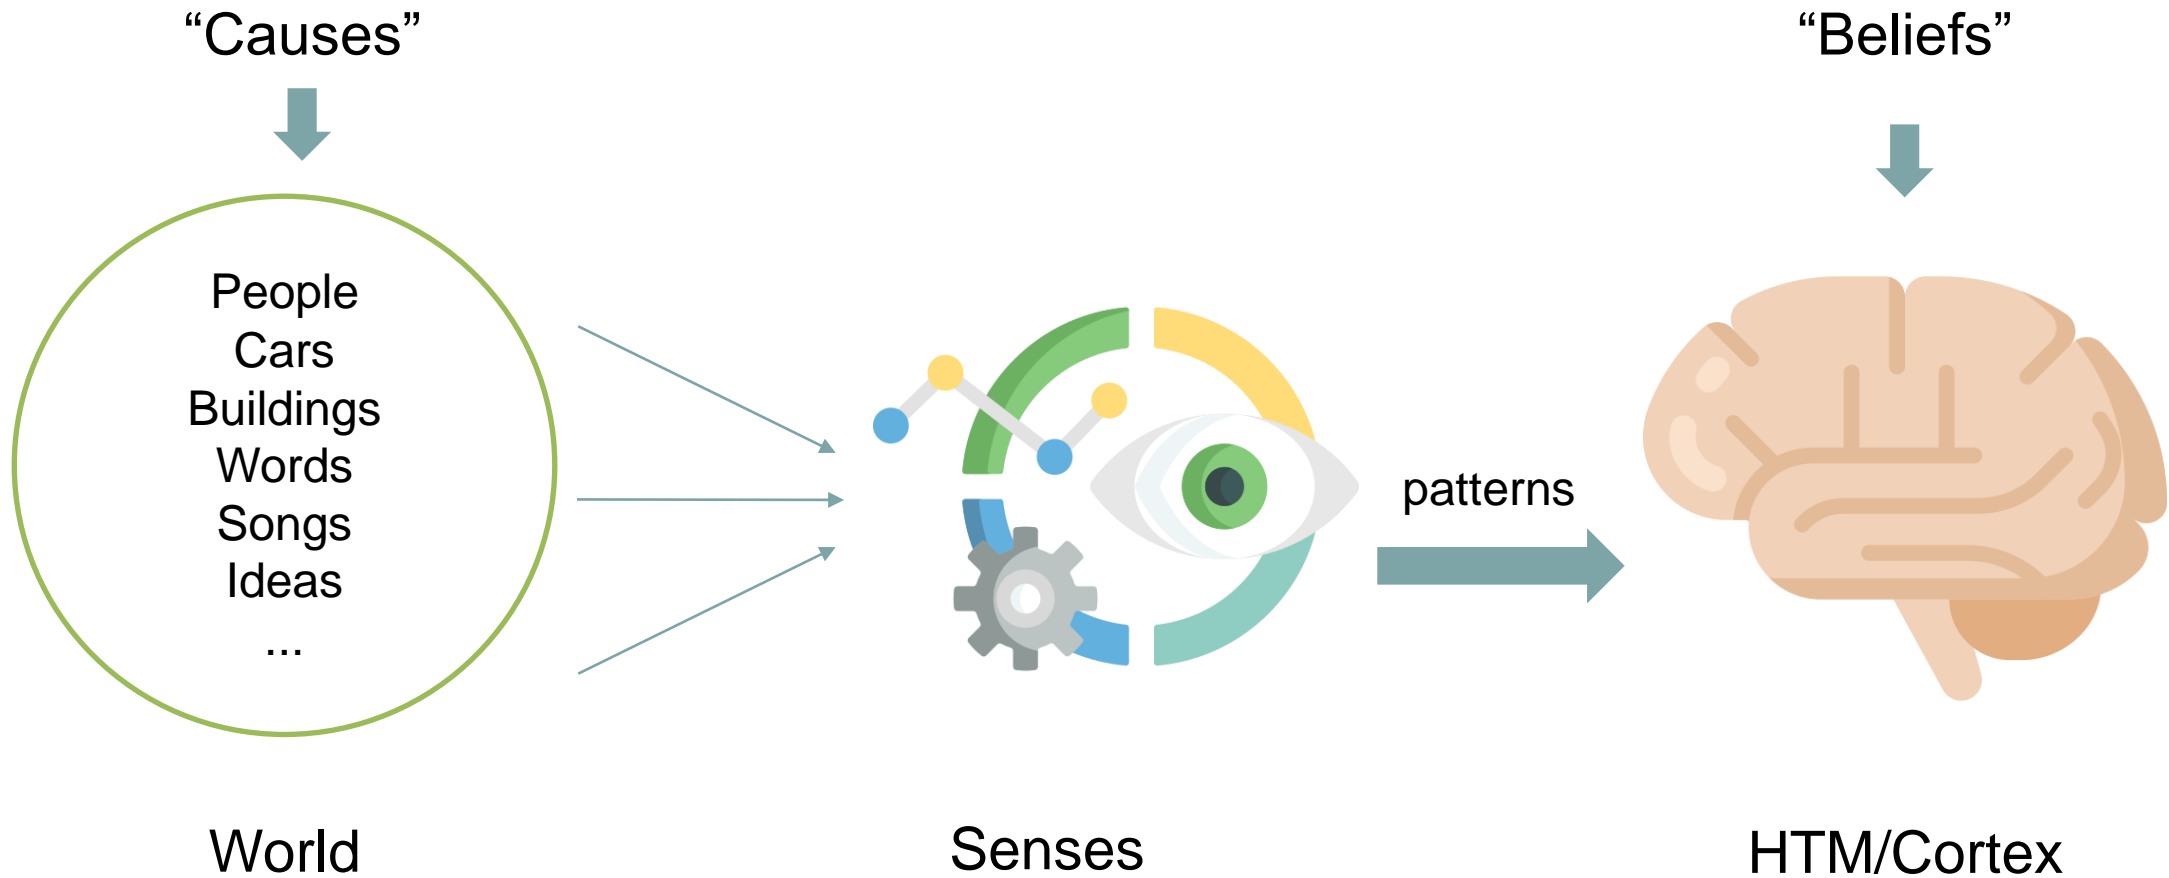 “Causes”
“Beliefs”
People
Cars
Buildings
Words
Songs
Ideas
...
patterns
World
Senses
HTM/Cortex